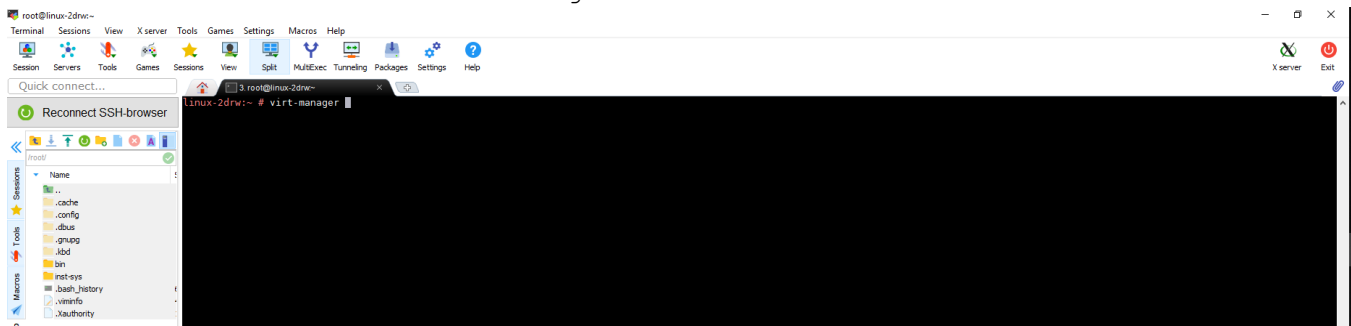 root@linux-2drw:~
Terminal Sessions View X server Tools Games Settings Macros Help
Session Servers Tools Games Sessions View Split MultiExec Tunneling Packages Settings Help X server Exit
Quick connect...
3. root@linux-2drw:~
linux-2drw:~ # virt-manager
Reconnect SSH-browser
/root/
Name
..
.cache
.config
.dbus
.gnupg
.kbd
bin
inst-sys
.bash_history
.viminfo
.Xauthority
Sessions
Tools
Macros